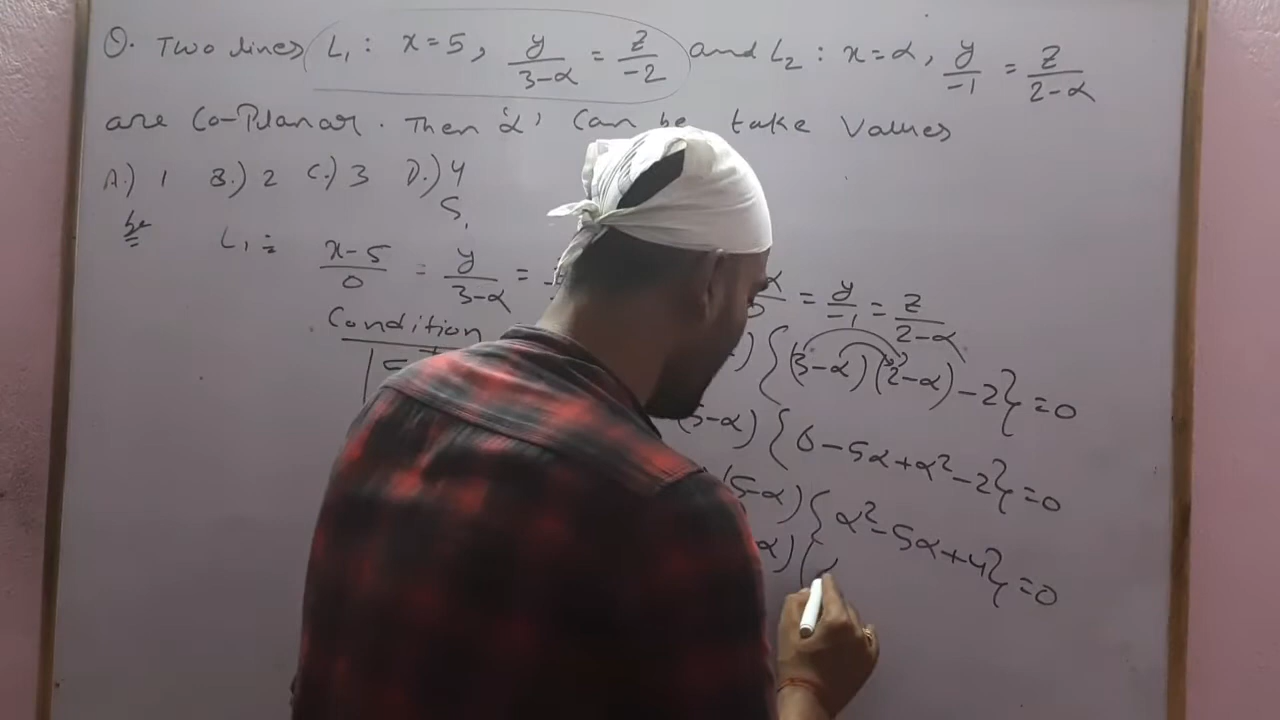 Q. Two lines L₁ : x=5, y/3-α = z/-2 and L₂ : x=α, y/-1 = z/2-α
are Co-Planar. Then 'α' Can be take Values
A.) 1 B.) 2 C.) 3 D.) 4
5,
L₁ = x-5/0 = y/3-α =
= y/-1 = z/2-α
Condition
{(3-α)(2-α)-2}=0
(5-α){6-5α+α²-2}=0
(5-α){α²-5α+4}=0
α)(